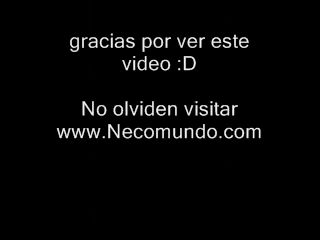 gracias por ver este
video :D
No olviden visitar
www.Necomundo.com